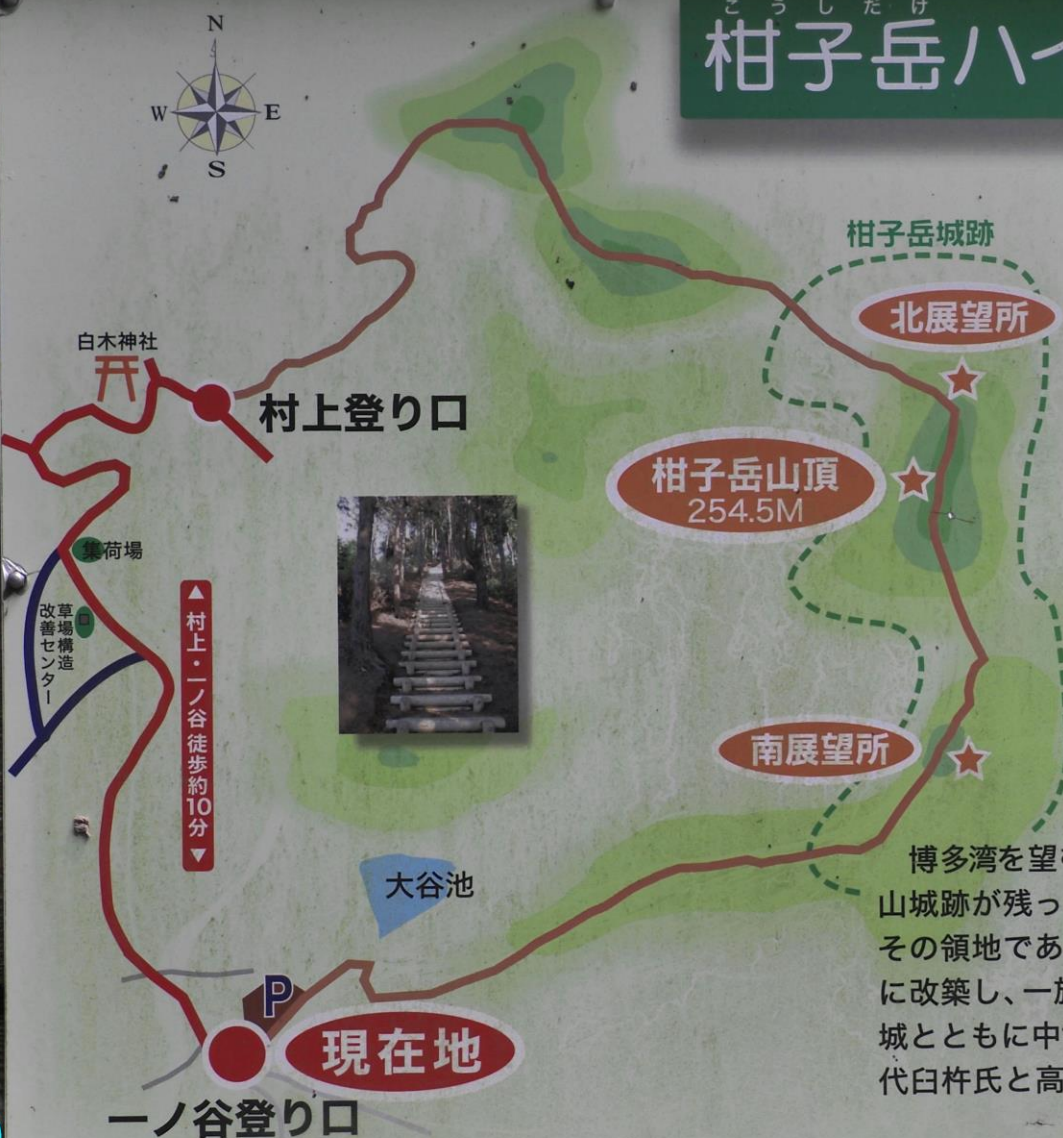 N
W E
S
こうしだけ
柑子岳ハイ
柑子岳城跡
北展望所
白木神社
村上登り口
柑子岳山頂
254.5M
集荷場
草場構造
改善センター
▲村上・一ノ谷 徒歩約10分▼
南展望所
大谷池
博多湾を望
山城跡が残っ
その領地であ
に改築し、一族
城とともに中
代臼杵氏と高
P
現在地
一ノ谷登り口